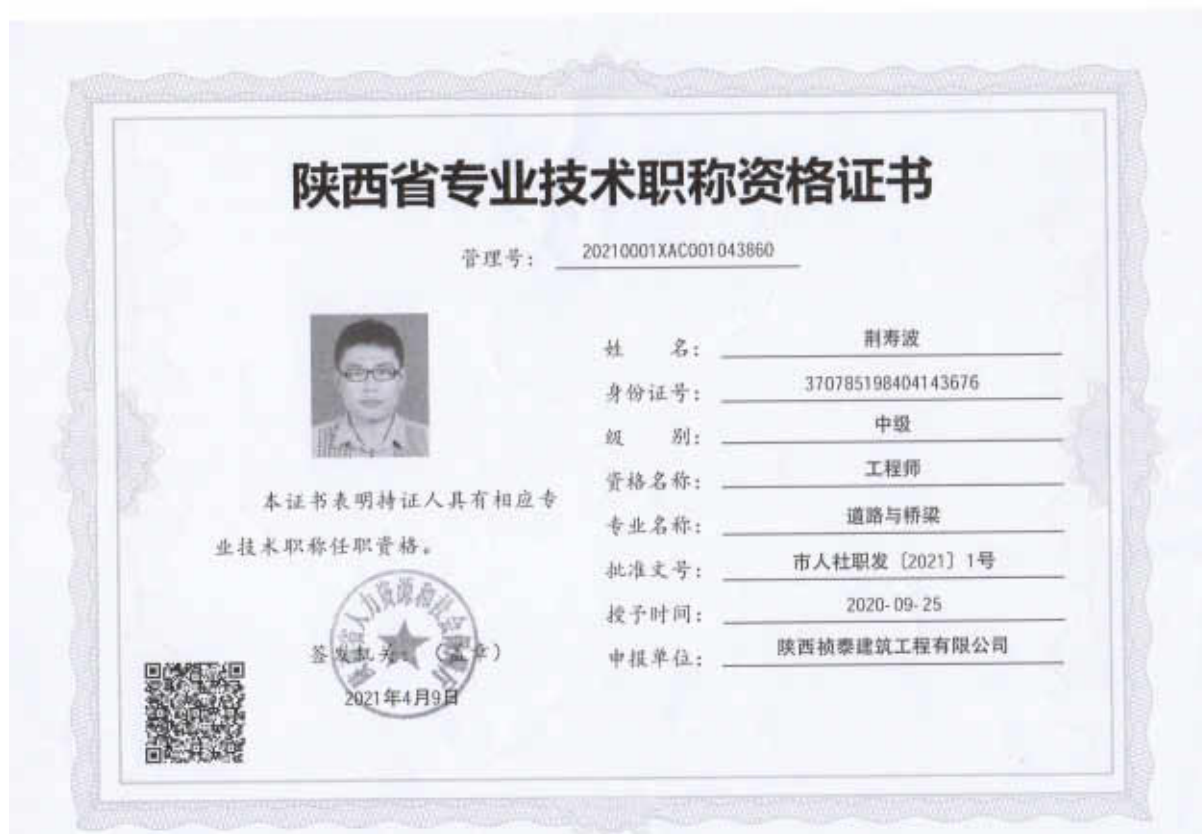 陕西省专业技术职称资格证书
管理号: 20210001XAC001043860
姓 名: 荆寿波
身份证号: 370785198404143676
级 别: 中级
资格名称: 工程师
专业名称: 道路与桥梁
批准文号: 市人社职发〔2021〕1号
授予时间: 2020-09-25
申报单位: 陕西祯泰建筑工程有限公司
本证书表明持证人具有相应专
业技术职称任职资格。
签发机关: (盖章)
2021年4月9日